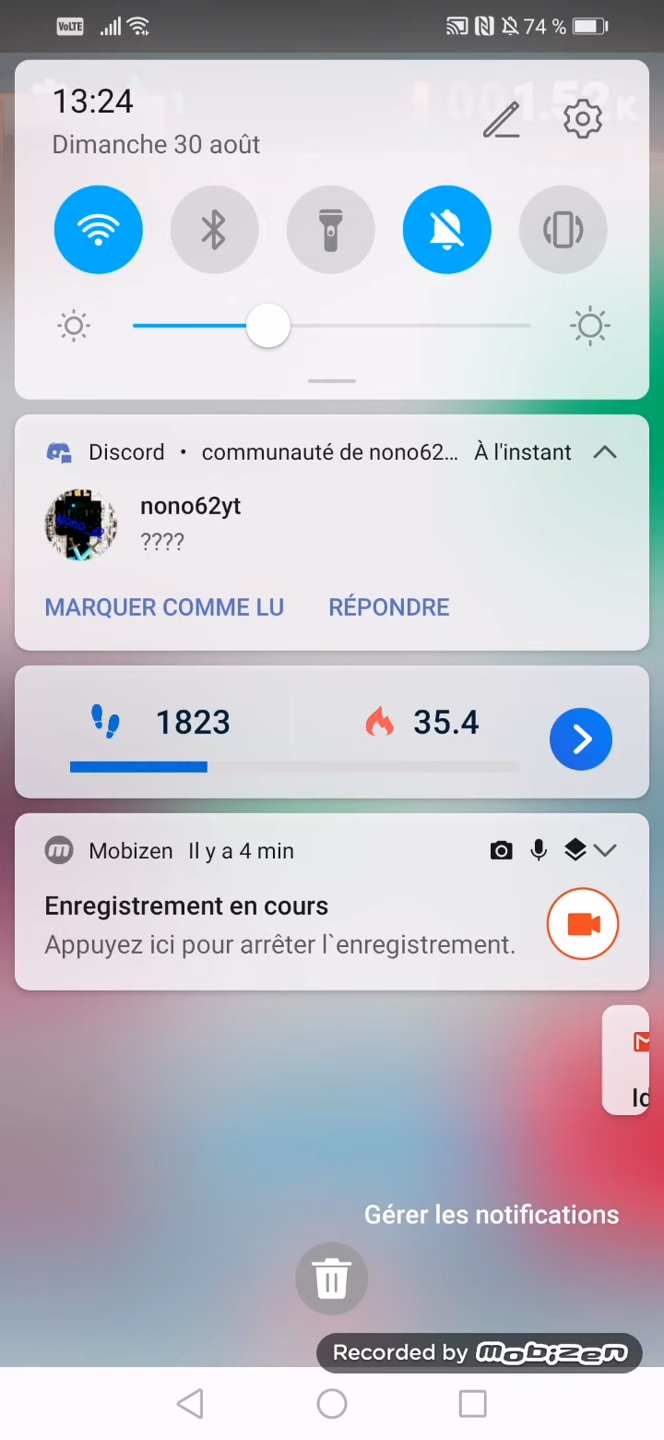 VoLTE 74 %
13:24
Dimanche 30 août
Discord • communauté de nono62... À l'instant
nono62yt
????
MARQUER COMME LU RÉPONDRE
1823 35.4
Mobizen Il y a 4 min
Enregistrement en cours
Appuyez ici pour arrêter l`enregistrement.
Gérer les notifications
Recorded by mobizen